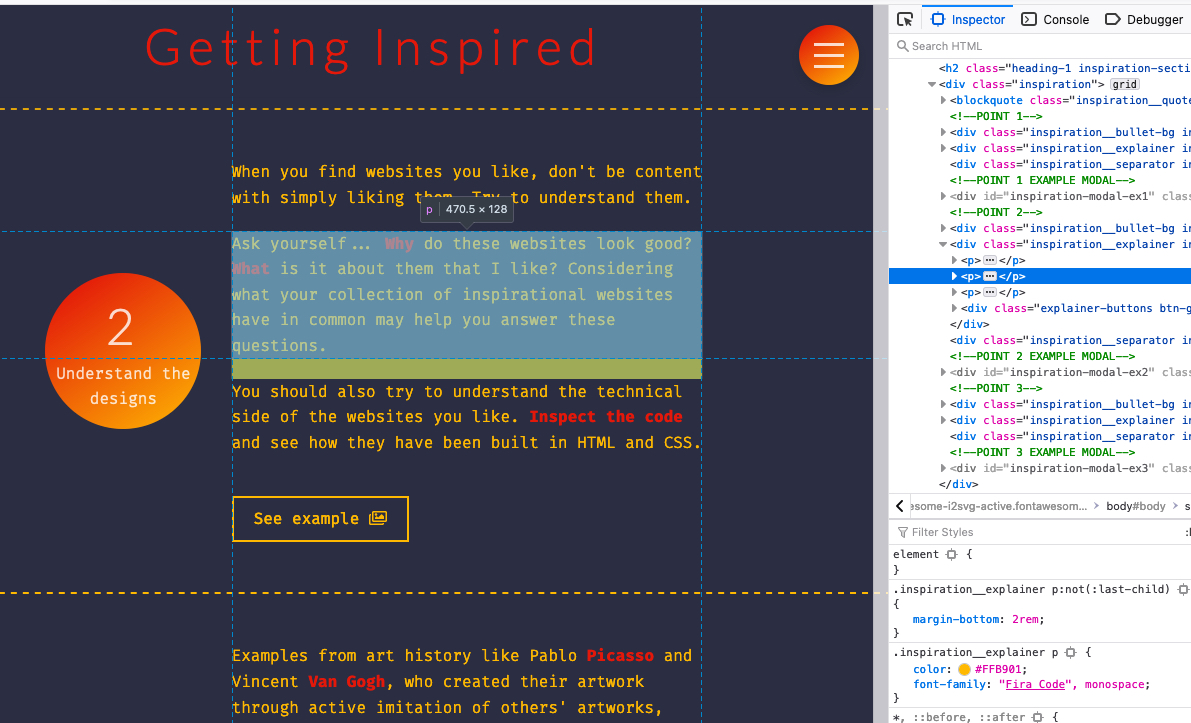 Getting Inspired
When you find websites you like, don't be content
with simply liking them. Try to understand them.
p 470.5 × 128
Ask yourself... Why do these websites look good?
What is it about them that I like? Considering
what your collection of inspirational websites
have in common may help you answer these
questions.
2
Understand the
designs
You should also try to understand the technical
side of the websites you like. Inspect the code
and see how they have been built in HTML and CSS.
See example
Examples from art history like Pablo Picasso and
Vincent Van Gogh, who created their artwork
through active imitation of others' artworks,
Inspector Console Debugger
Search HTML
<h2 class="heading-1 inspiration-secti
<div class="inspiration"> grid
<blockquote class="inspiration__quote
<!--POINT 1-->
<div class="inspiration__bullet-bg in
<div class="inspiration__explainer in
<div class="inspiration__separator in
<!--POINT 1 EXAMPLE MODAL-->
<div id="inspiration-modal-ex1" class
<!--POINT 2-->
<div class="inspiration__bullet-bg in
<div class="inspiration__explainer in
<p>⋯</p>
<p>⋯</p>
<p>⋯</p>
<div class="explainer-buttons btn-g
</div>
<div class="inspiration__separator in
<!--POINT 2 EXAMPLE MODAL-->
<div id="inspiration-modal-ex2" class
<!--POINT 3-->
<div class="inspiration__bullet-bg in
<div class="inspiration__explainer in
<div class="inspiration__separator in
<!--POINT 3 EXAMPLE MODAL-->
<div id="inspiration-modal-ex3" class
</div>
esome-i2svg-active.fontawesom... > body#body > s
Filter Styles :h
element {
}
.inspiration__explainer p:not(:last-child)
{
margin-bottom: 2rem;
}
.inspiration__explainer p {
color: #FFB901;
font-family: "Fira Code", monospace;
}
*, ::before, ::after {